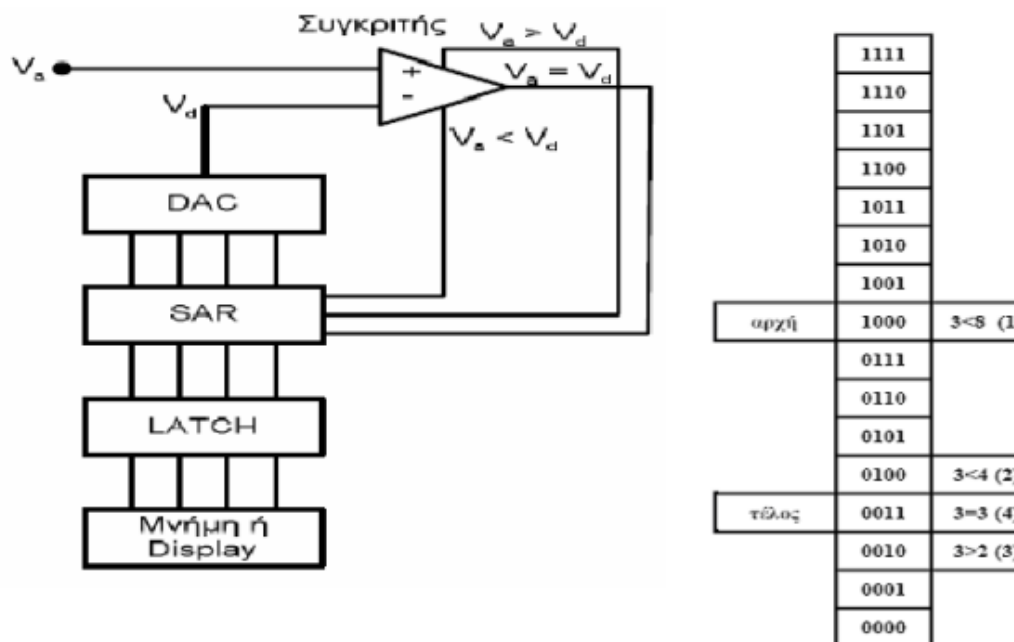 Συγκριτής
Va > Vd
Va
Va = Vd
+
-
Vd
Va < Vd
DAC
SAR
LATCH
Μνήμη ή
Display
1111
1110
1101
1100
1011
1010
1001
αρχή 1000 3<8 (1
0111
0110
0101
0100 3<4 (2)
τέλος 0011 3=3 (4)
0010 3>2 (3)
0001
0000